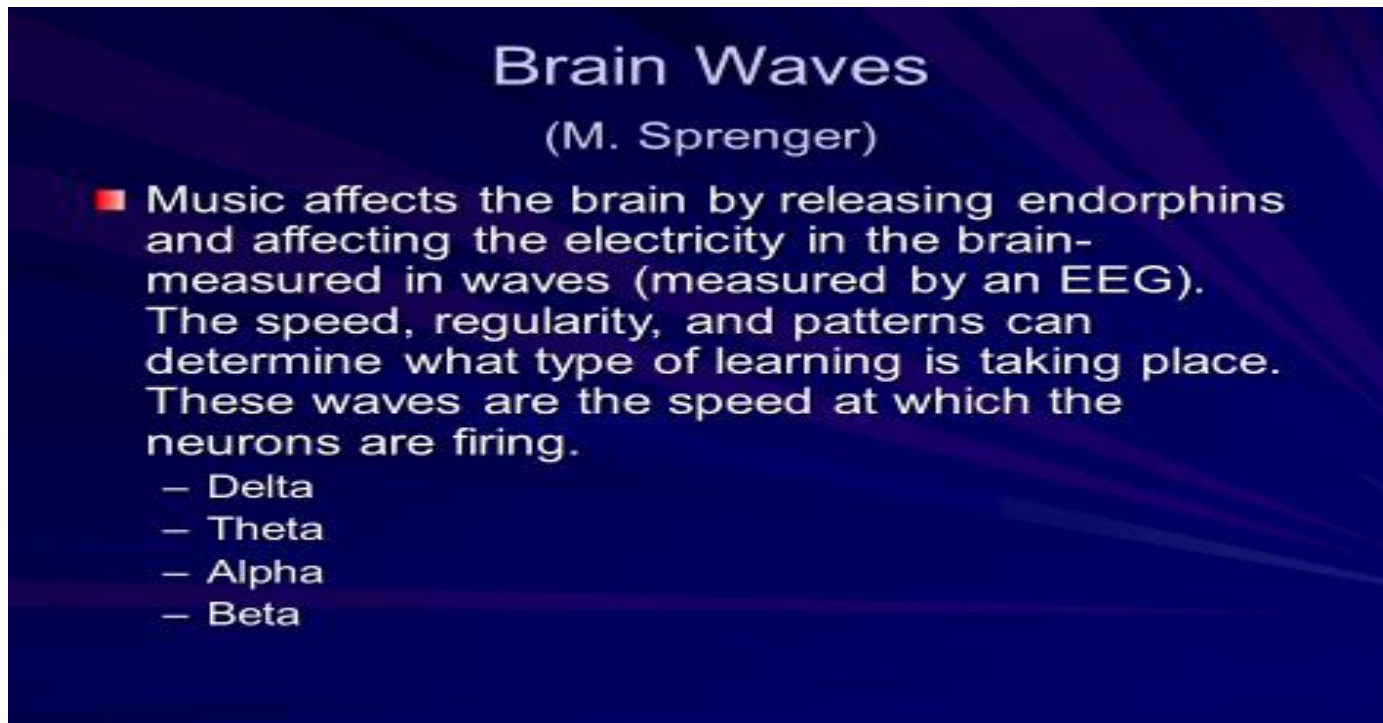 Brain Waves
(M. Sprenger)
Music affects the brain by releasing endorphins
and affecting the electricity in the brain-
measured in waves (measured by an EEG).
The speed, regularity, and patterns can
determine what type of learning is taking place.
These waves are the speed at which the
neurons are firing.
– Delta
– Theta
– Alpha
– Beta